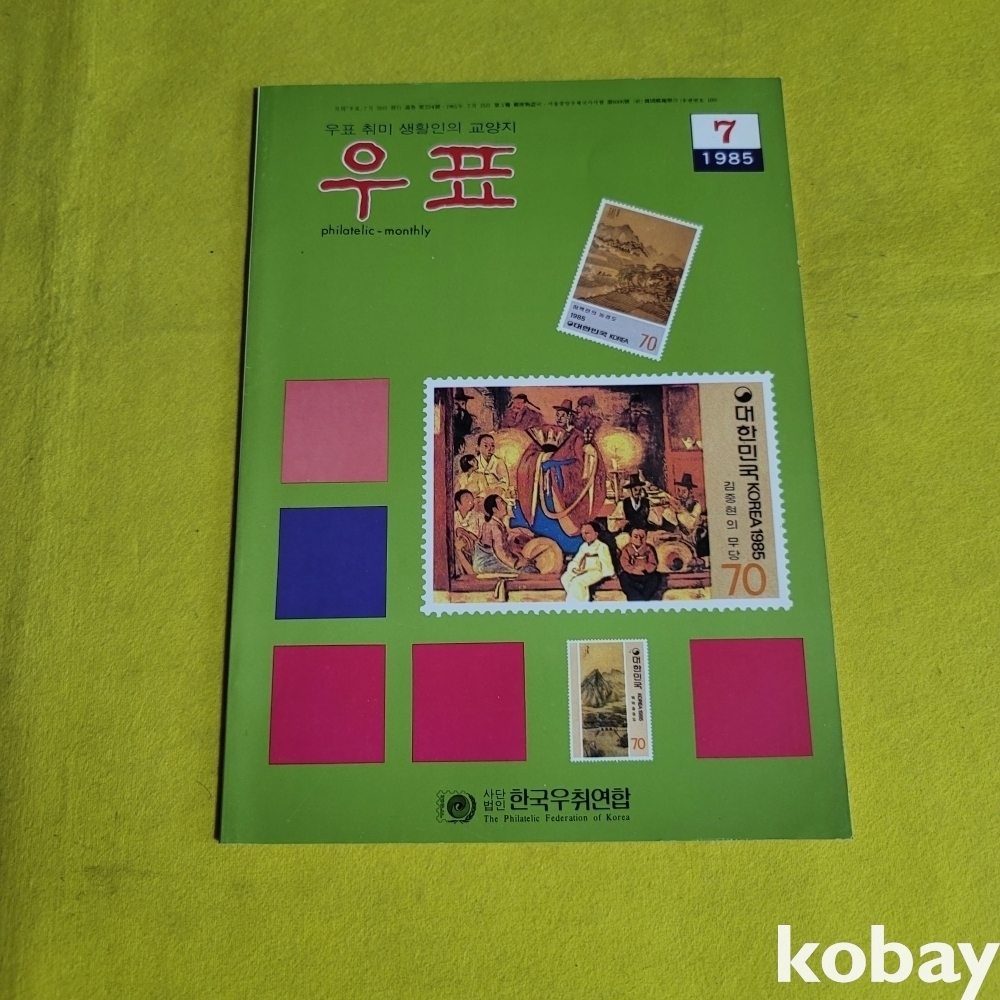 우표 취미 생활인의 교양지
우표
philatelic-monthly
7
1985
1985
대한민국 KOREA 70
대한민국 KOREA 1985
김중현의 무당
70
대한민국 KOREA 1985
70
사단법인 한국우취연합
The Philatelic Federation of Korea
kobay